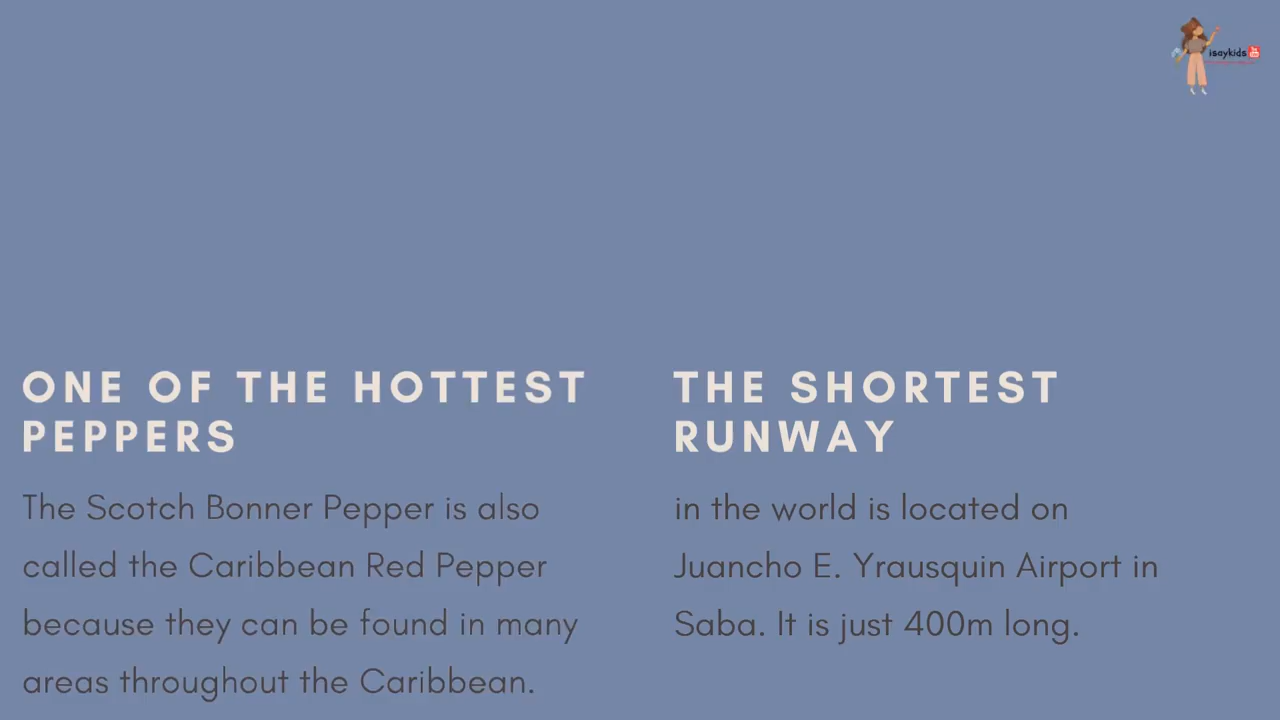 isaykids
ONE OF THE HOTTEST
PEPPERS
The Scotch Bonner Pepper is also
called the Caribbean Red Pepper
because they can be found in many
areas throughout the Caribbean.
THE SHORTEST
RUNWAY
in the world is located on
Juancho E. Yrausquin Airport in
Saba. It is just 400m long.